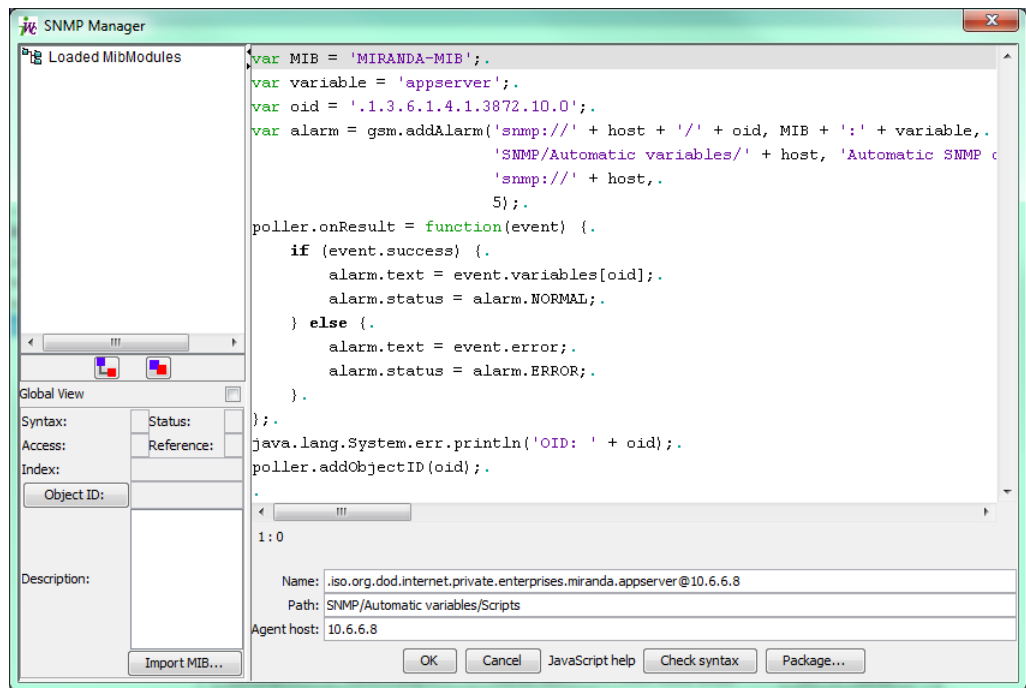 SNMP Manager
Loaded MibModules
var MIB = 'MIRANDA-MIB';.
var variable = 'appserver';.
var oid = '.1.3.6.1.4.1.3872.10.0';.
var alarm = gsm.addAlarm('snmp://' + host + '/' + oid, MIB + ':' + variable,.
'SNMP/Automatic variables/' + host, 'Automatic SNMP
'snmp://' + host,.
5);.
poller.onResult = function(event) {.
if (event.success) {.
alarm.text = event.variables[oid];.
alarm.status = alarm.NORMAL;.
} else {.
alarm.text = event.error;.
alarm.status = alarm.ERROR;.
}.
};.
java.lang.System.err.println('OID: ' + oid);.
poller.addObjectID(oid);.
.
Global View
Syntax: Status:
Access: Reference:
Index:
Object ID:
Description:
Import MIB...
1:0
Name: .iso.org.dod.internet.private.enterprises.miranda.appserver@10.6.6.8
Path: SNMP/Automatic variables/Scripts
Agent host: 10.6.6.8
OK Cancel JavaScript help Check syntax Package...